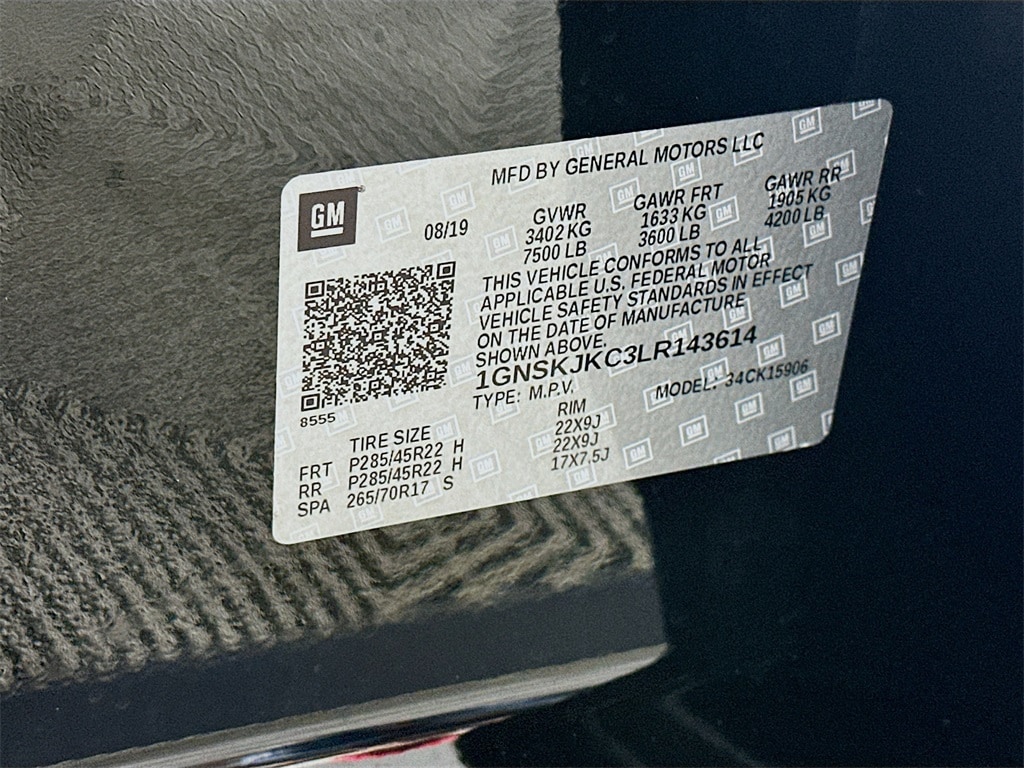 MFD BY GENERAL MOTORS LLC
GM
08/19
GVWR
3402 KG
7500 LB
GAWR FRT
1633 KG
3600 LB
GAWR RR
1905 KG
4200 LB
THIS VEHICLE CONFORMS TO ALL
APPLICABLE U.S. FEDERAL MOTOR
VEHICLE SAFETY STANDARDS IN EFFECT
ON THE DATE OF MANUFACTURE
SHOWN ABOVE.
1GNSKJKC3LR143614
TYPE: M.P.V. MODEL: 34CK15906
8555
TIRE SIZE RIM
FRT P285/45R22 H 22X9J
RR P285/45R22 H 22X9J
SPA 265/70R17 S 17X7.5J